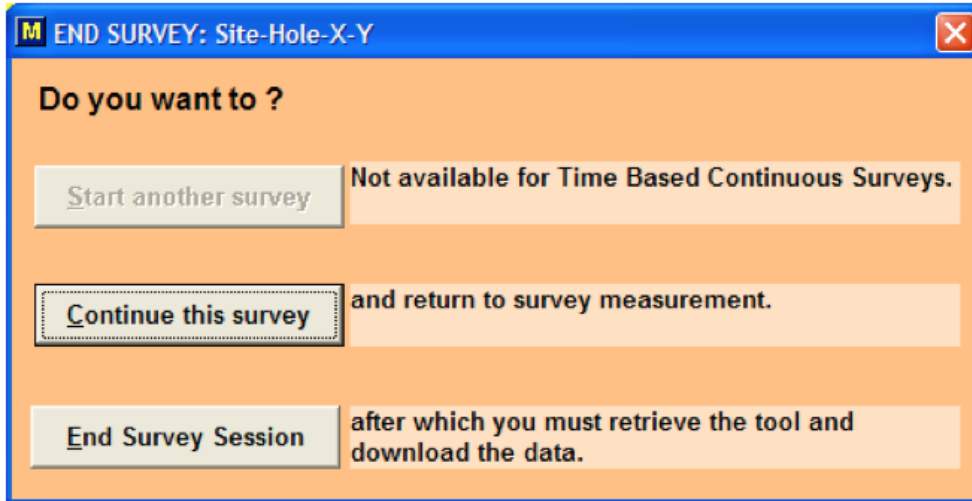 M END SURVEY: Site-Hole-X-Y
Do you want to ?
Start another survey
Not available for Time Based Continuous Surveys.
Continue this survey
and return to survey measurement.
End Survey Session
after which you must retrieve the tool and
download the data.